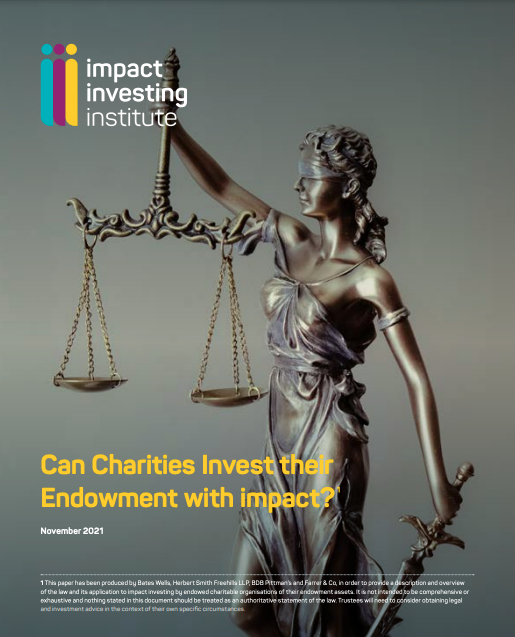 impact
investing
institute
Can Charities Invest their
Endowment with impact?¹
November 2021
1 This paper has been produced by Bates Wells, Herbert Smith Freehills LLP, BDB Pittman's and Farrer & Co, in order to provide a description and overview
of the law and its application to impact investing by endowed charitable organisations of their endowment assets. It is not intended to be comprehensive or
exhaustive and nothing stated in this document should be treated as an authoritative statement of the law. Trustees will need to consider obtaining legal
and investment advice in the context of their own specific circumstances.